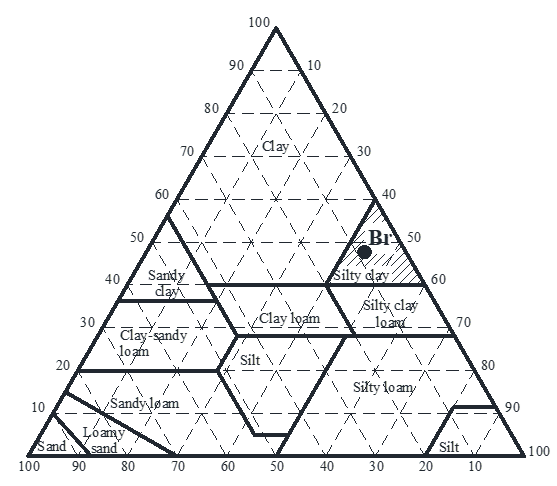 100
90 10
80 20
Clay
70 30
60 40
Br
50 50
Sandy Silty clay
clay
40 60
Silty clay
loam
Clay loam
30 70
Clay-sandy
loam
Silt
20 80
Silty loam
Sandy loam
10 90
Loamy
sand
Sand Silt
100
100 90 80 70 60 50 40 30 20 10